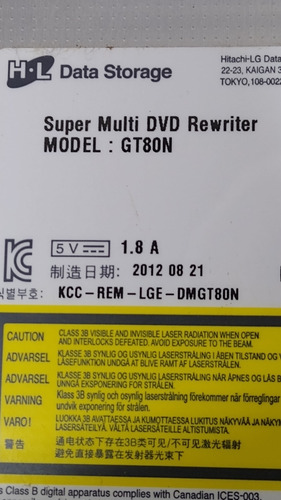 H·L Data Storage
Hitachi-LG Data
22-23, KAIGAN 3
TOKYO,108-002
Super Multi DVD Rewriter
MODEL : GT80N
5 V 1.8 A
制造日期: 2012 08 21
식별부호: KCC-REM-LGE-DMGT80N
CAUTION CLASS 3B VISIBLE AND INVISIBLE LASER RADIATION WHEN OPEN
AND INTERLOCKS DEFEATED. AVOID EXPOSURE TO THE BEAM.
ADVARSEL KLASSE 3B SYNLIG OG USYNLIG LASERSTRÅLING I ÅBEN TILSTAND OG
LÅSEFUNKTION UNDGÅ AT BLIVE RAMT AF LASERSTRÅLEN.
ADVARSEL KLASSE 3B SYNLIG OG USYNLIG LASERSTRÅLING NÅR ÅPNES OG LÅS
UNNGÅ EKSPONERING FOR STRÅLEN.
VARNING Klass 3B synlig och osynlig laserstrålning förekommer när förreglingar
undvik exponering för strålen.
VARO! LUOKKA 3B AVATTAESSA JA KUMOTTAESSA LUKITUS NÄKYVÄÄ JA NÄKY
LASERSÄTEILYÄ, VÄLTÄ LASERSÄTEILLE ALTISTUMISTA.
警告 通电状态下存在3B类可见/不可见激光辐射
避免直接暴露在发射器光束下
Class B digital apparatus complies with Canadian ICES-003.